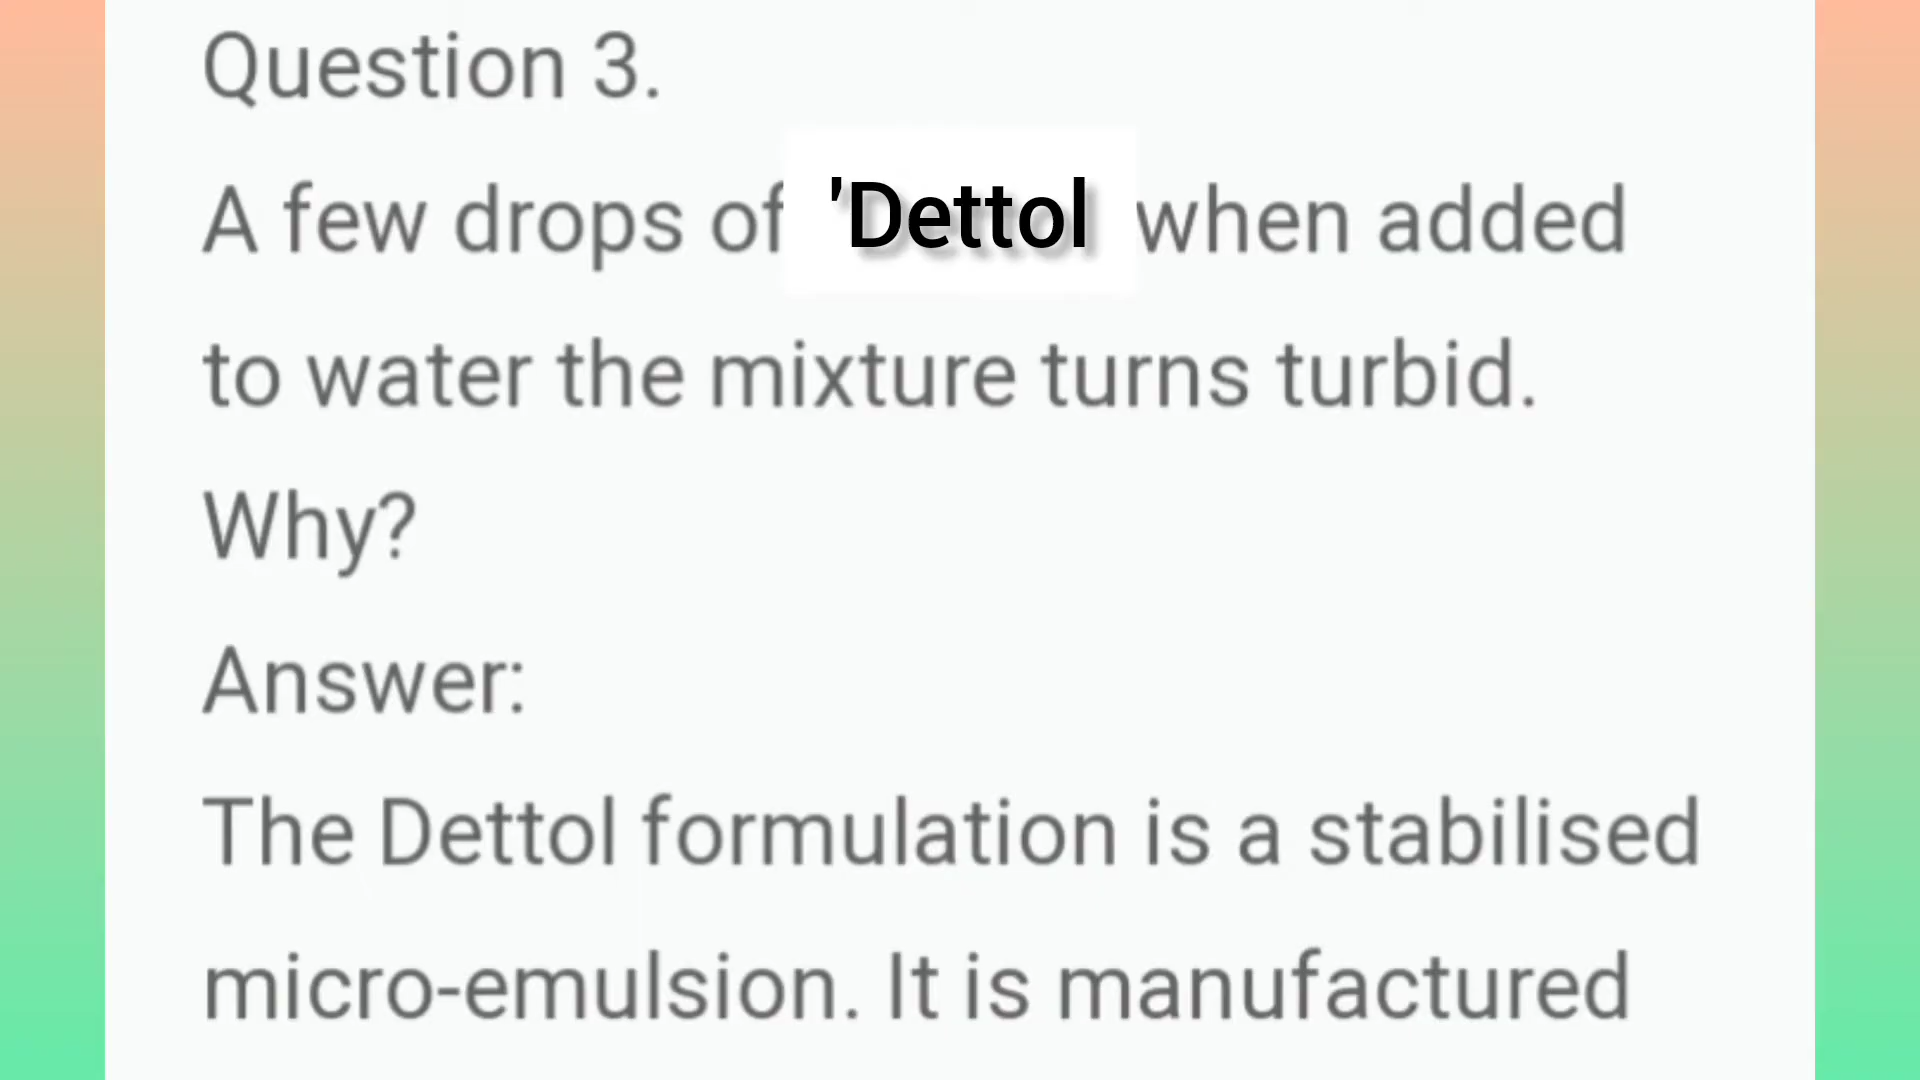 Question 3.
A few drops of 'Dettol when added
to water the mixture turns turbid.
Why?
Answer:
The Dettol formulation is a stabilised
micro-emulsion. It is manufactured